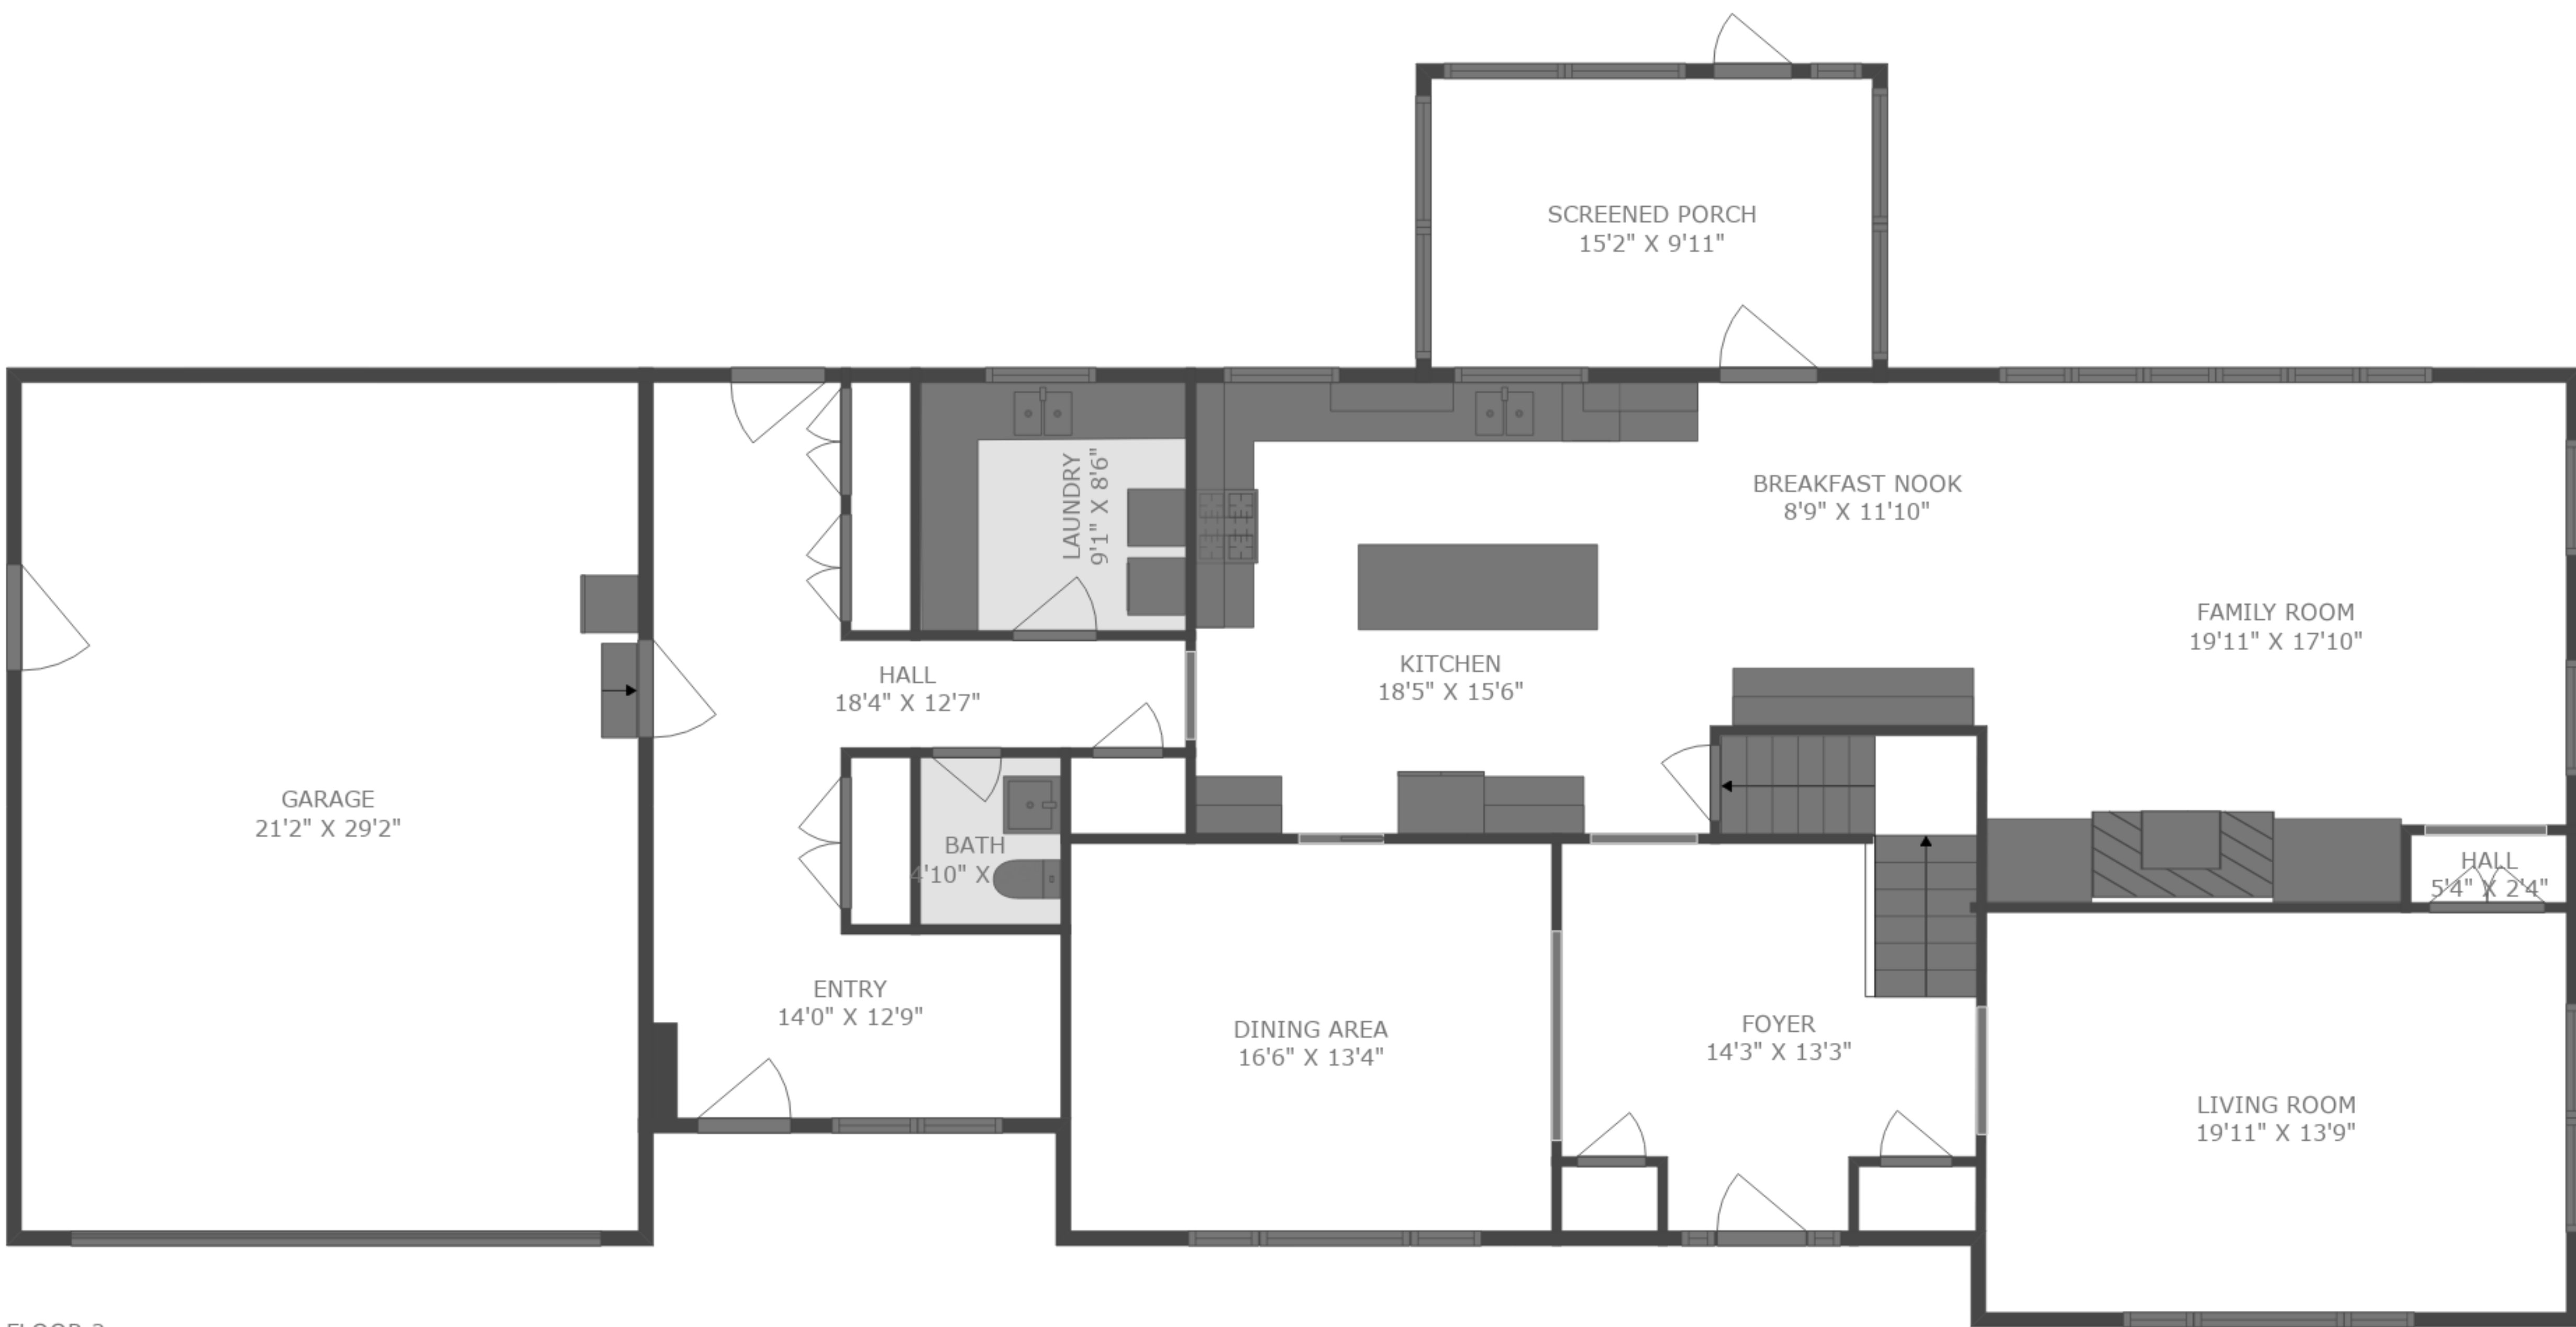 SCREENED PORCH
15'2" X 9'11"
LAUNDRY
9'1" X 8'6"
BREAKFAST NOOK
8'9" X 11'10"
FAMILY ROOM
19'11" X 17'10"
HALL
18'4" X 12'7"
KITCHEN
18'5" X 15'6"
GARAGE
21'2" X 29'2"
BATH
4'10" X
HALL
5'4" X 2'4"
ENTRY
14'0" X 12'9"
DINING AREA
16'6" X 13'4"
FOYER
14'3" X 13'3"
LIVING ROOM
19'11" X 13'9"